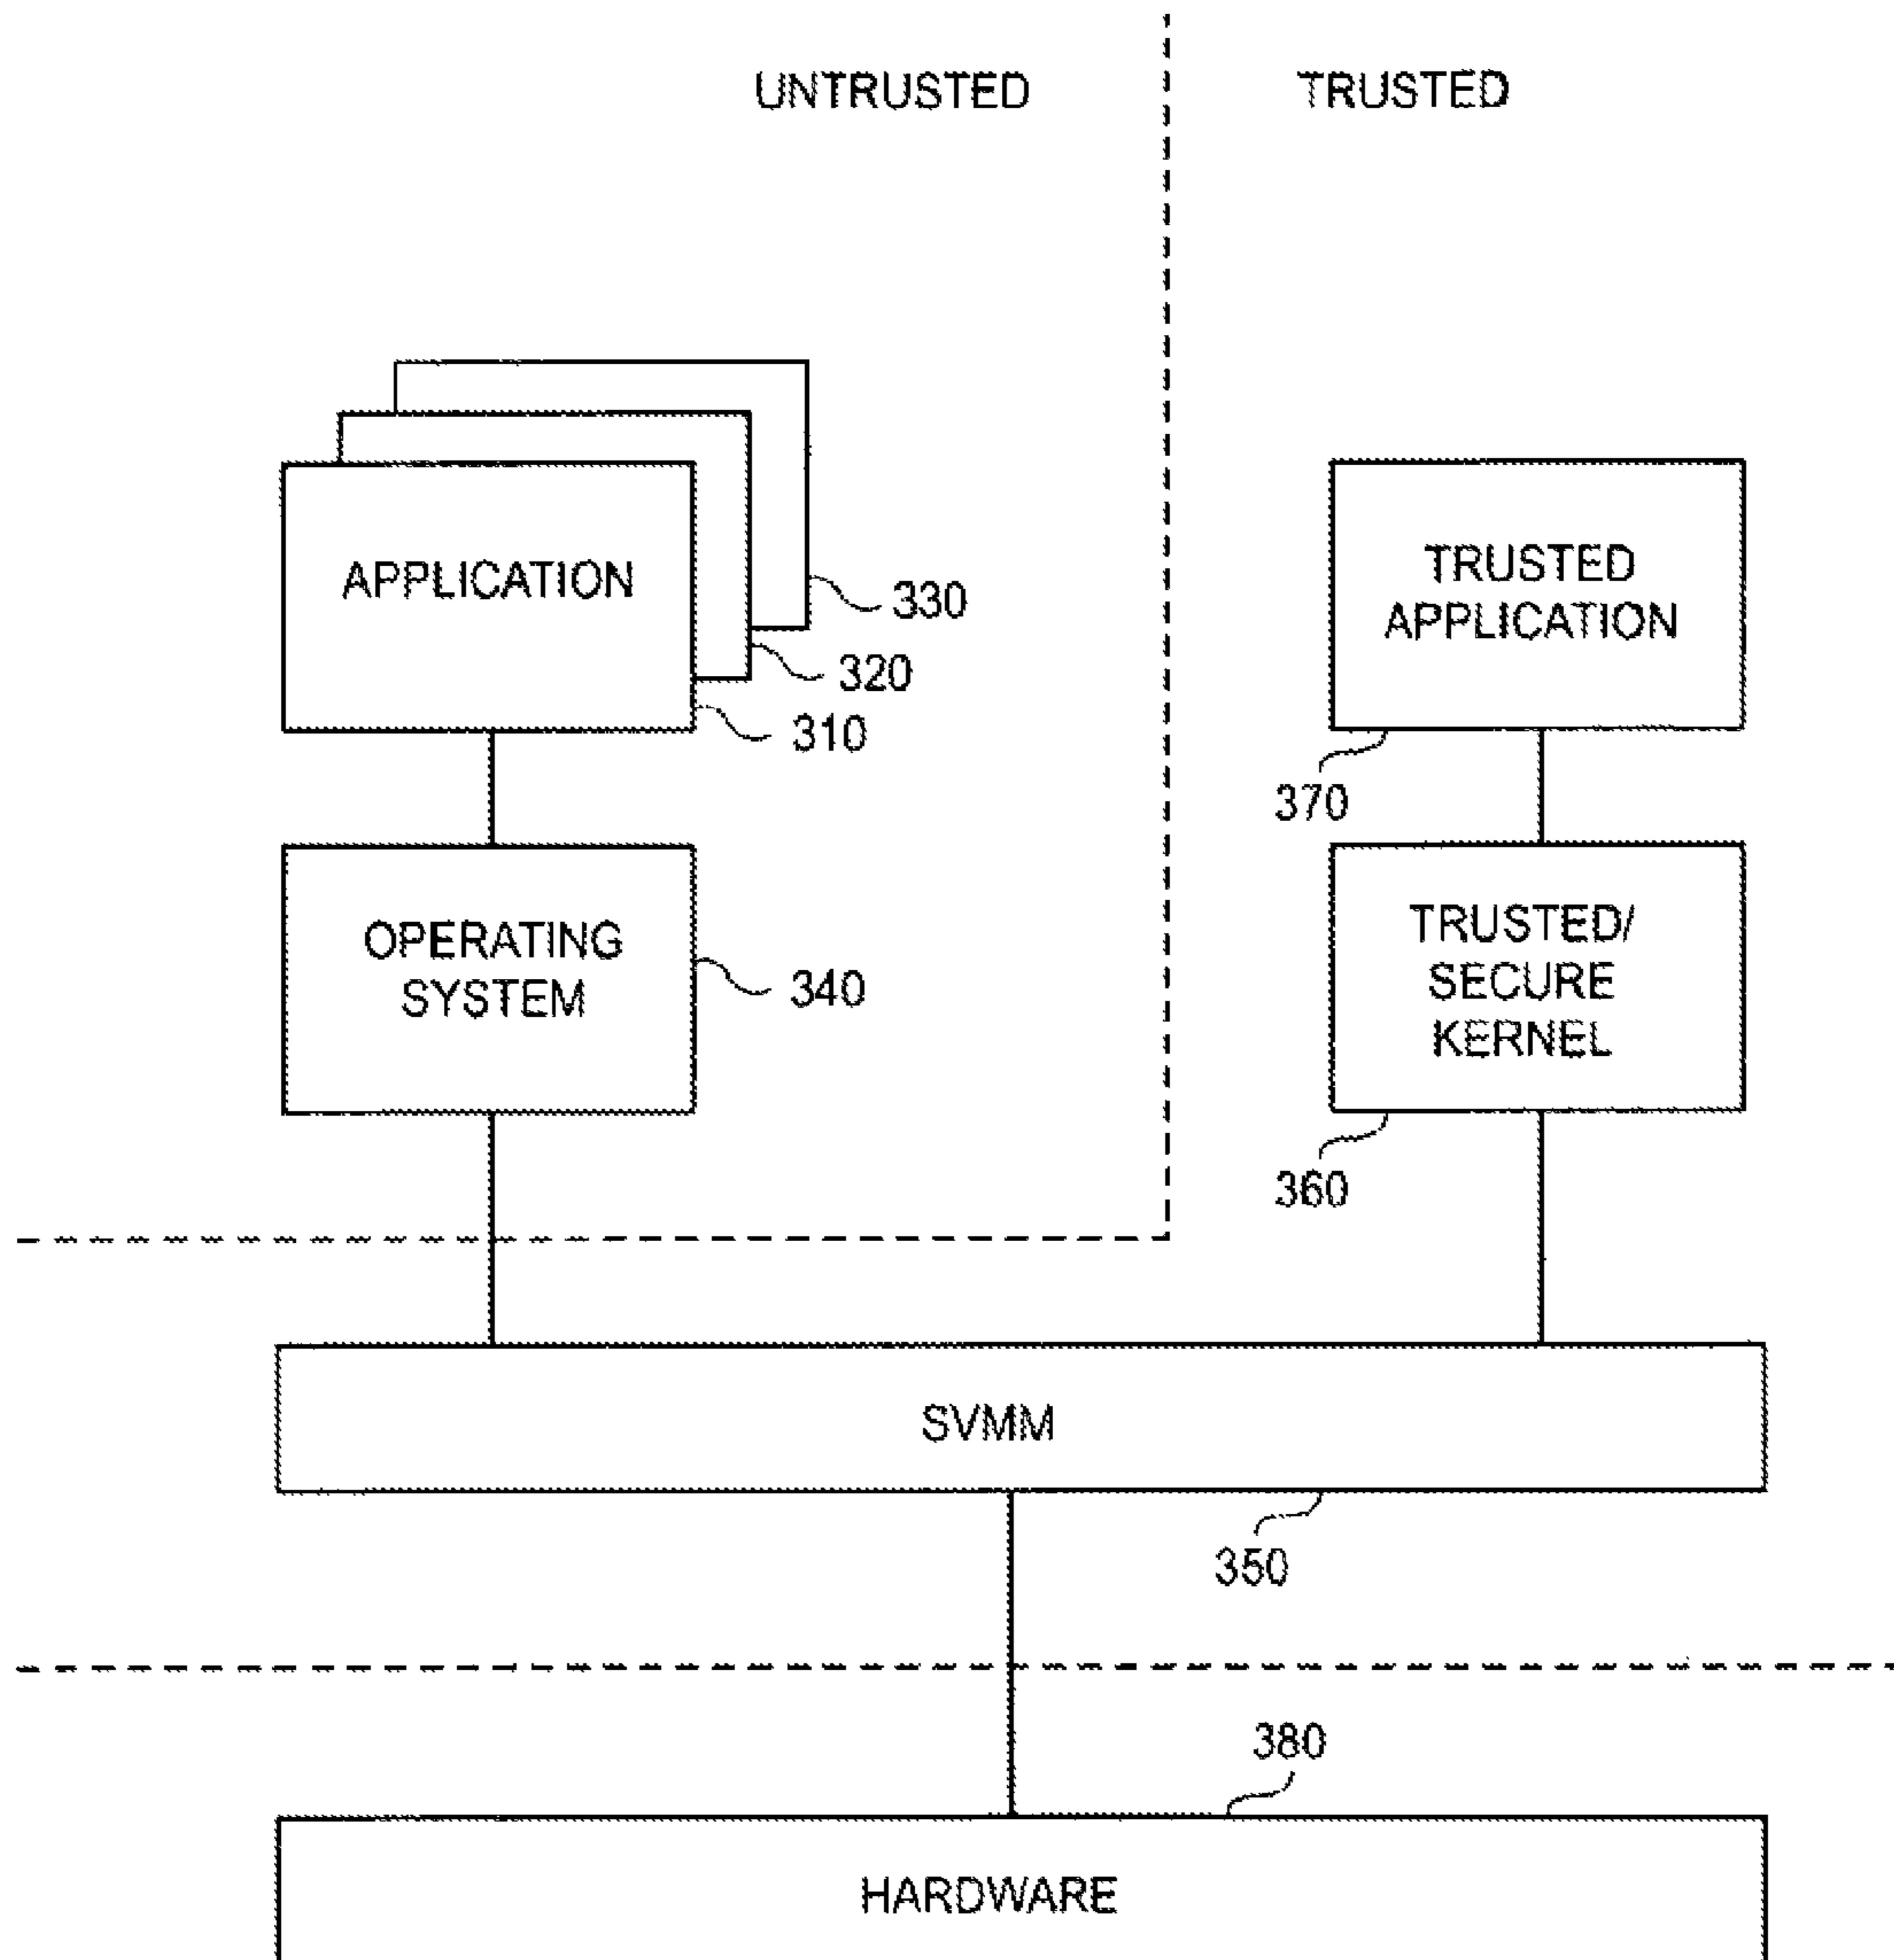 UNTRUSTED
TRUSTED
APPLICATION
330
320
310
TRUSTED
APPLICATION
370
OPERATING
SYSTEM
340
TRUSTED/
SECURE
KERNEL
360
SVMM
350
380
HARDWARE